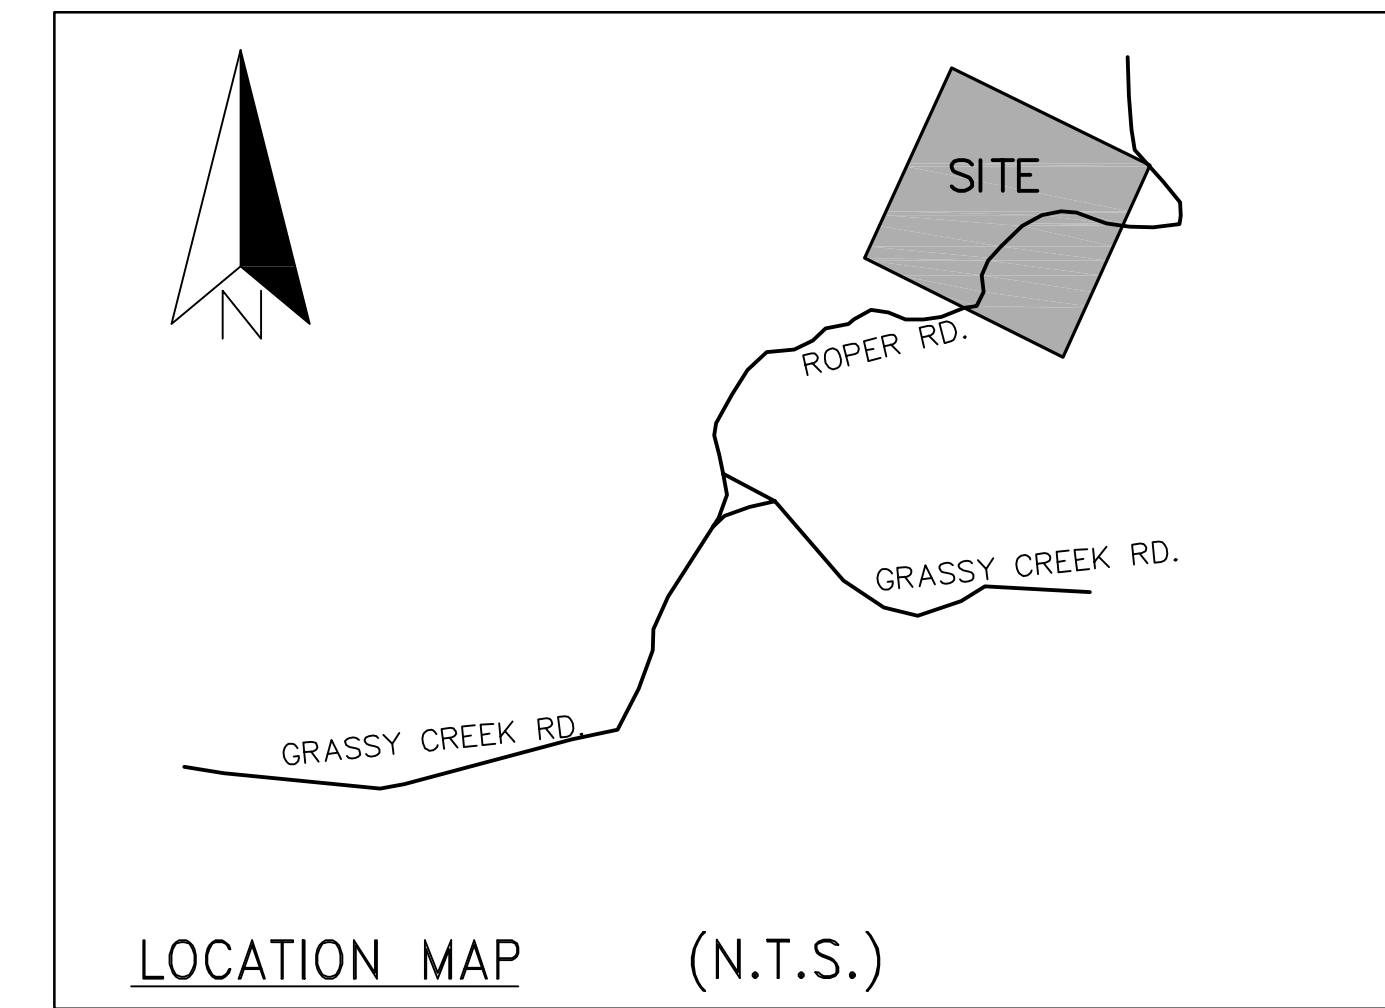 SITE
N
ROPER RD.
GRASSY CREEK RD.
GRASSY CREEK RD.
LOCATION MAP (N.T.S.)